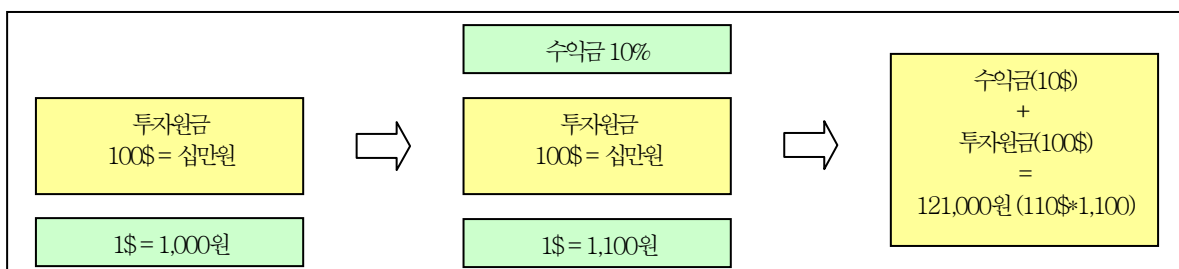 투자원금
100$ = 십만원
1$ = 1,000원
수익금 10%
투자원금
100$ = 십만원
1$ = 1,100원
수익금(10$)
+
투자원금(100$)
=
121,000원 (110$*1,100)